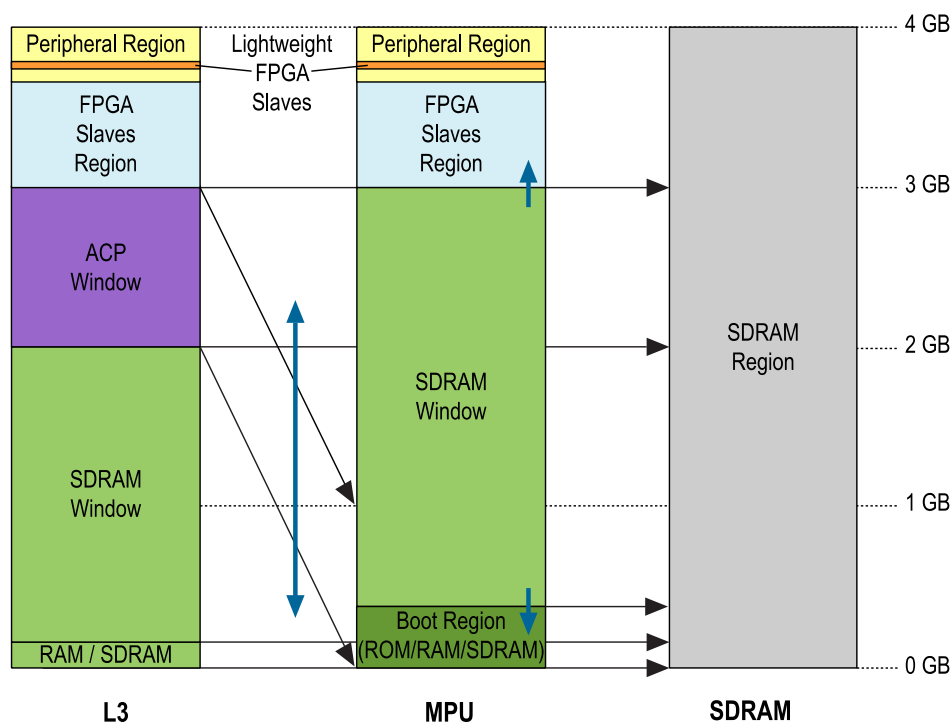 4 GB
Peripheral Region
Lightweight
FPGA
Slaves
Peripheral Region
FPGA
Slaves
Region
FPGA
Slaves
Region
3 GB
ACP
Window
2 GB
SDRAM
Region
SDRAM
Window
SDRAM
Window
1 GB
Boot Region
(ROM/RAM/SDRAM)
RAM / SDRAM
0 GB
L3
MPU
SDRAM